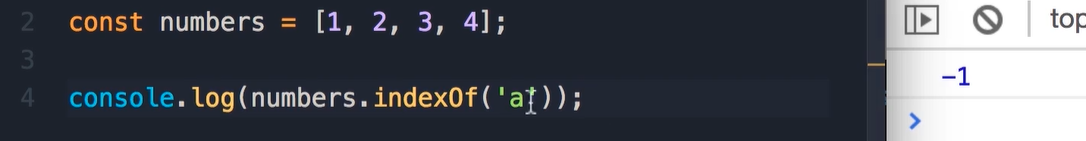 2 const numbers = [1, 2, 3, 4];
3
4 console.log(numbers.indexOf('a'));
top
-1
>